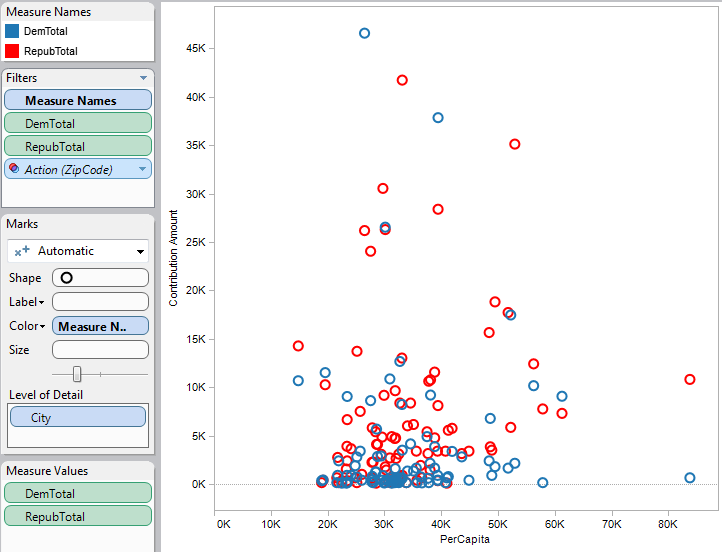 Measure Names
DemTotal
RepubTotal
Filters
Measure Names
DemTotal
RepubTotal
Action (ZipCode)
Marks
Automatic
Shape
Label
Color
Measure N..
Size
Level of Detail
City
Measure Values
DemTotal
RepubTotal
Contribution Amount
45K
40K
35K
30K
25K
20K
15K
10K
5K
0K
0K 10K 20K 30K 40K 50K 60K 70K 80K
PerCapita